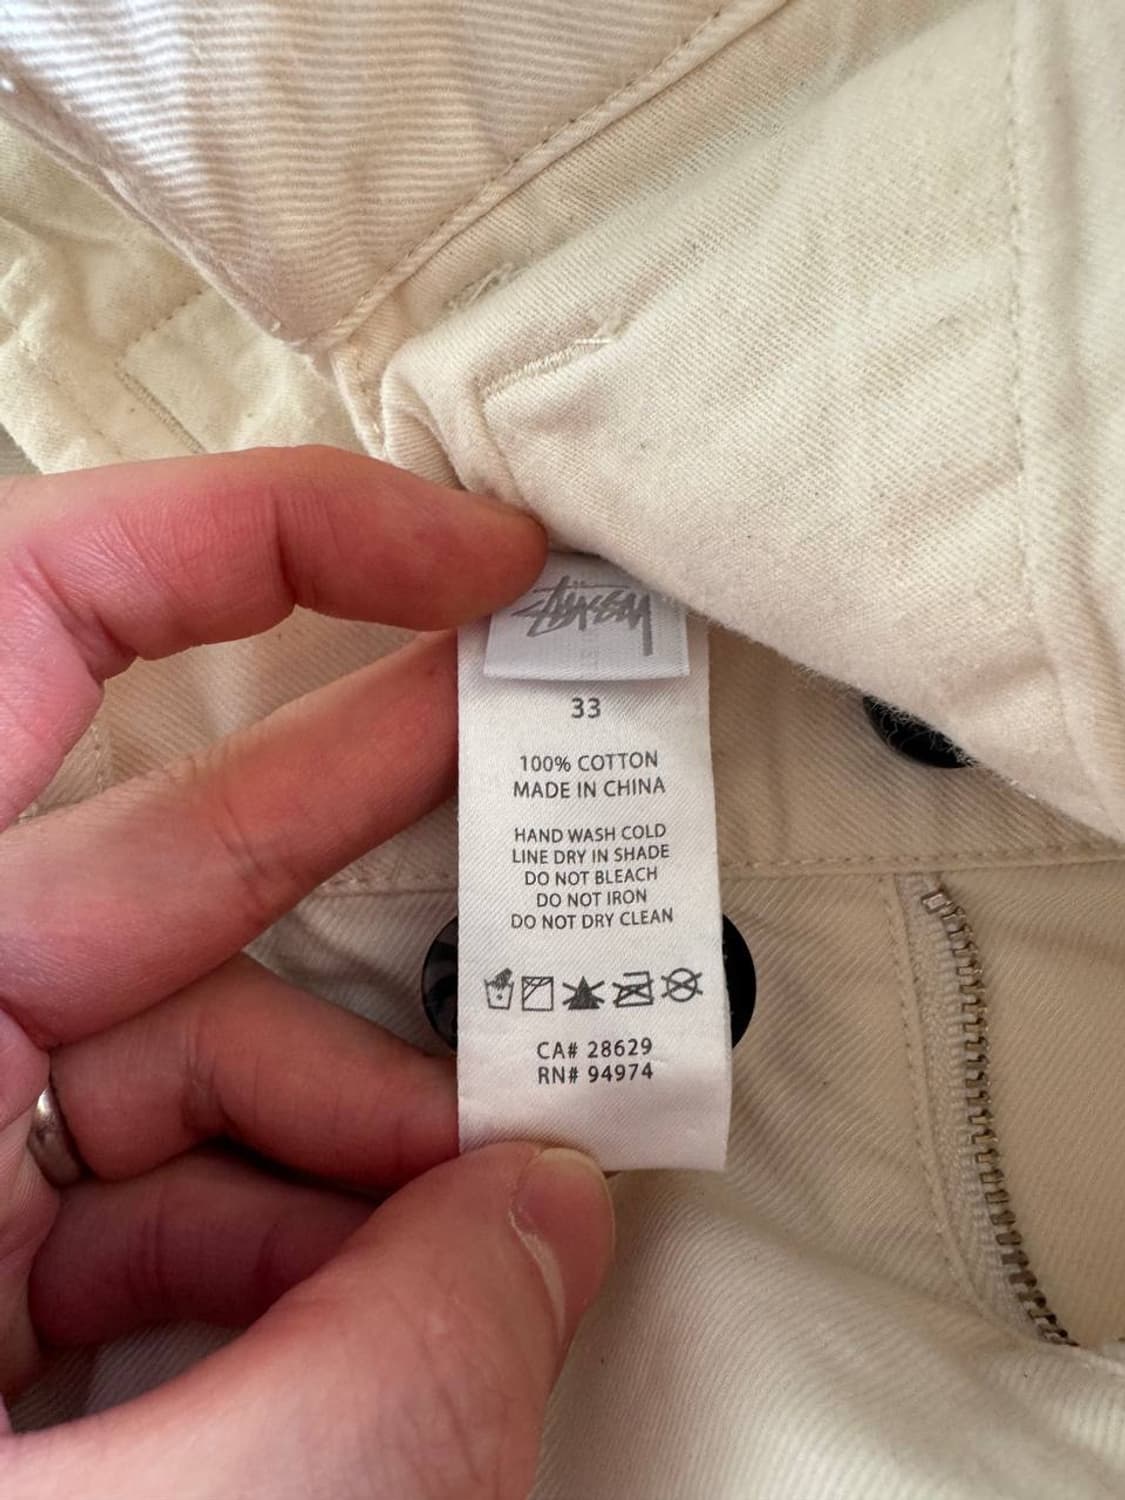 Stüssy
33
100% COTTON
MADE IN CHINA
HAND WASH COLD
LINE DRY IN SHADE
DO NOT BLEACH
DO NOT IRON
DO NOT DRY CLEAN
CA# 28629
RN# 94974